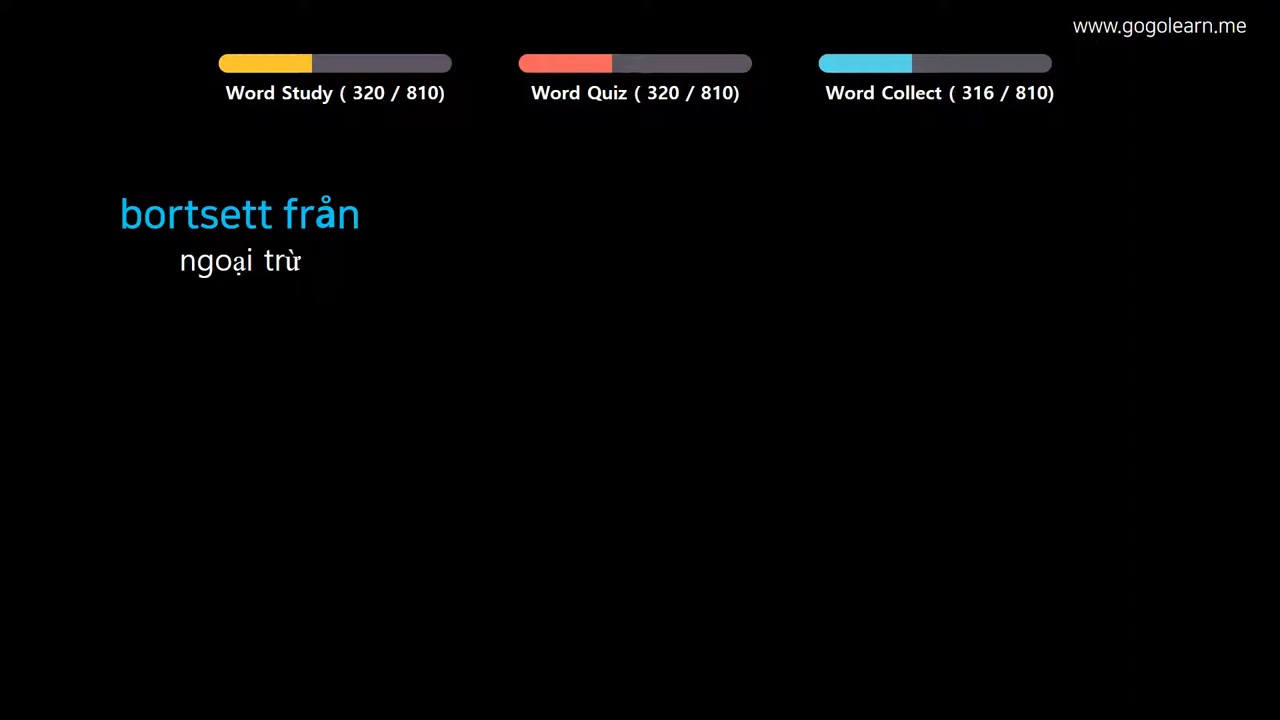 www.gogolearn.me
Word Study ( 320 / 810)
Word Quiz ( 320 / 810)
Word Collect ( 316 / 810)
bortsett från
ngoại trừ